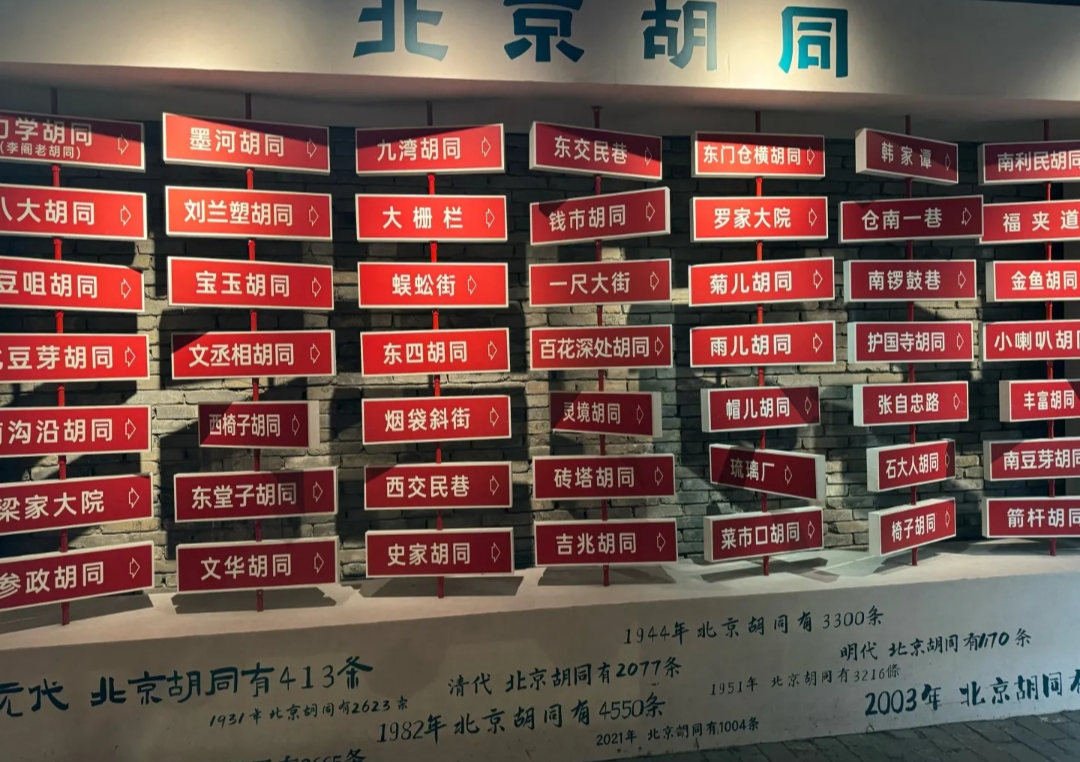 北京胡同
学胡同
(李阁老胡同)
墨河胡同
九湾胡同
东交民巷
东门仓横胡同
韩家谭
南利民胡同
八大胡同
刘兰塑胡同
大栅栏
钱市胡同
罗家大院
仓南一巷
福夹道
豆咀胡同
宝玉胡同
蜈蚣街
一尺大街
菊儿胡同
南锣鼓巷
金鱼胡同
豆芽胡同
文丞相胡同
东四胡同
百花深处胡同
雨儿胡同
护国寺胡同
小喇叭胡
沟沿胡同
西椅子胡同
烟袋斜街
灵境胡同
帽儿胡同
张自忠路
丰富胡同
梁家大院
东堂子胡同
西交民巷
砖塔胡同
琉璃厂
石大人胡同
南豆芽胡同
参政胡同
文华胡同
史家胡同
吉兆胡同
菜市口胡同
椅子胡同
箭杆胡同
1944年 北京胡同有 3300条
明代 北京胡同有1170条
元代 北京胡同有413条
清代 北京胡同有2077条
1951年 北京胡同有3216條
2003年 北京胡同
1931年 北京胡同有2623条
1982年 北京胡同有 4550条
2021年 北京胡同有1004条